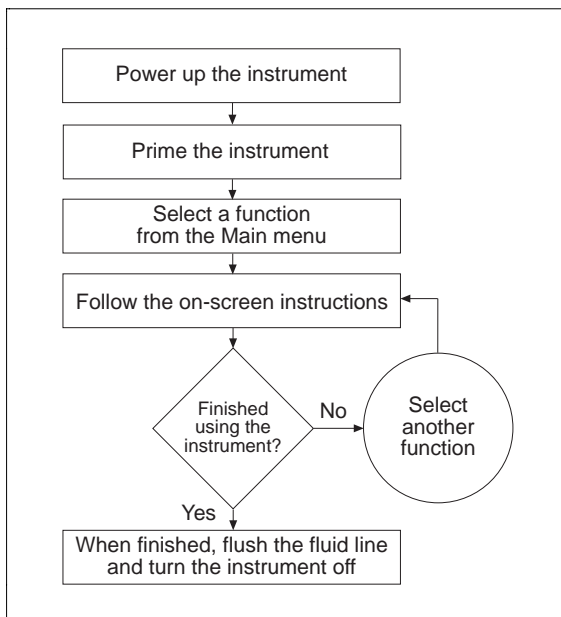 Power up the instrument
Prime the instrument
Select a function
from the Main menu
Follow the on-screen instructions
Finished
using the
instrument?
No
Select
another
function
Yes
When finished, flush the fluid line
and turn the instrument off